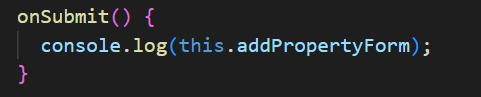 onSubmit() {
  console.log(this.addPropertyForm);
}